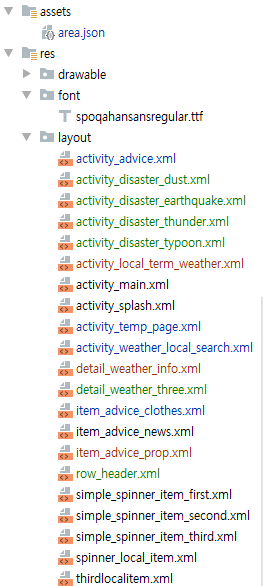 assets
area.json
res
drawable
font
spoqahansansregular.ttf
layout
activity_advice.xml
activity_disaster_dust.xml
activity_disaster_earthquake.xml
activity_disaster_thunder.xml
activity_disaster_typoon.xml
activity_local_term_weather.xml
activity_main.xml
activity_splash.xml
activity_temp_page.xml
activity_weather_local_search.xml
detail_weather_info.xml
detail_weather_three.xml
item_advice_clothes.xml
item_advice_news.xml
item_advice_prop.xml
row_header.xml
simple_spinner_item_first.xml
simple_spinner_item_second.xml
simple_spinner_item_third.xml
spinner_local_item.xml
thirdlocalitem.xml